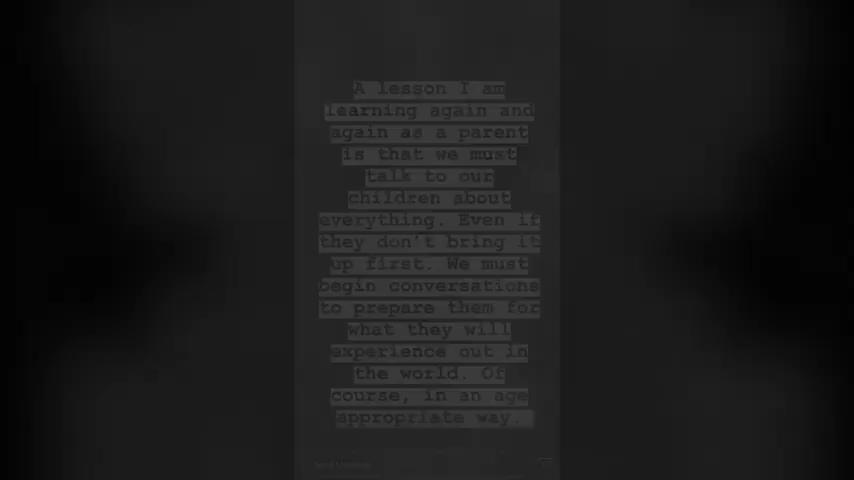 A lesson I am
learning again and
again as a parent
is that we must
talk to our
children about
everything. Even if
they don't bring it
up first. We must
begin conversations
to prepare them for
what they will
experience out in
the world. Of
course, in an age
appropriate way.